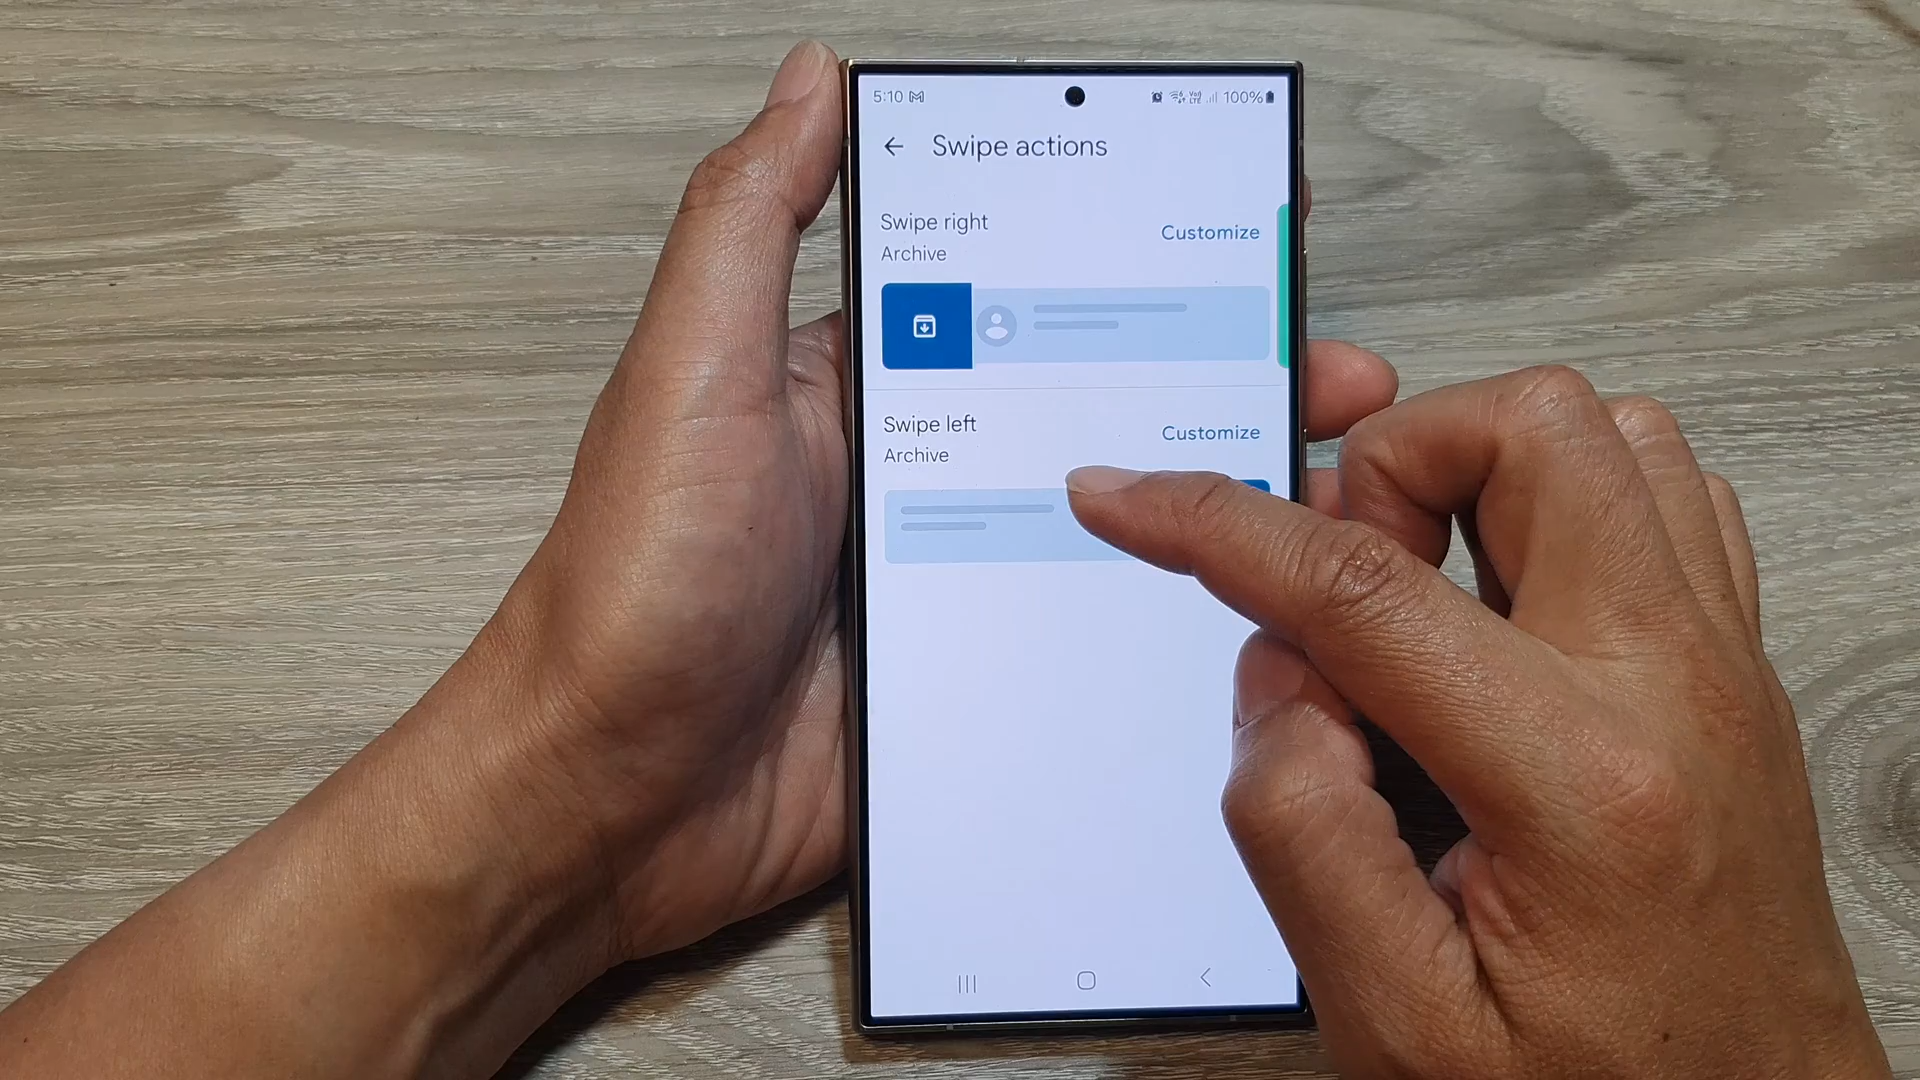 5:10 100%
Swipe actions
Swipe right
Archive
Customize
Swipe left
Archive
Customize